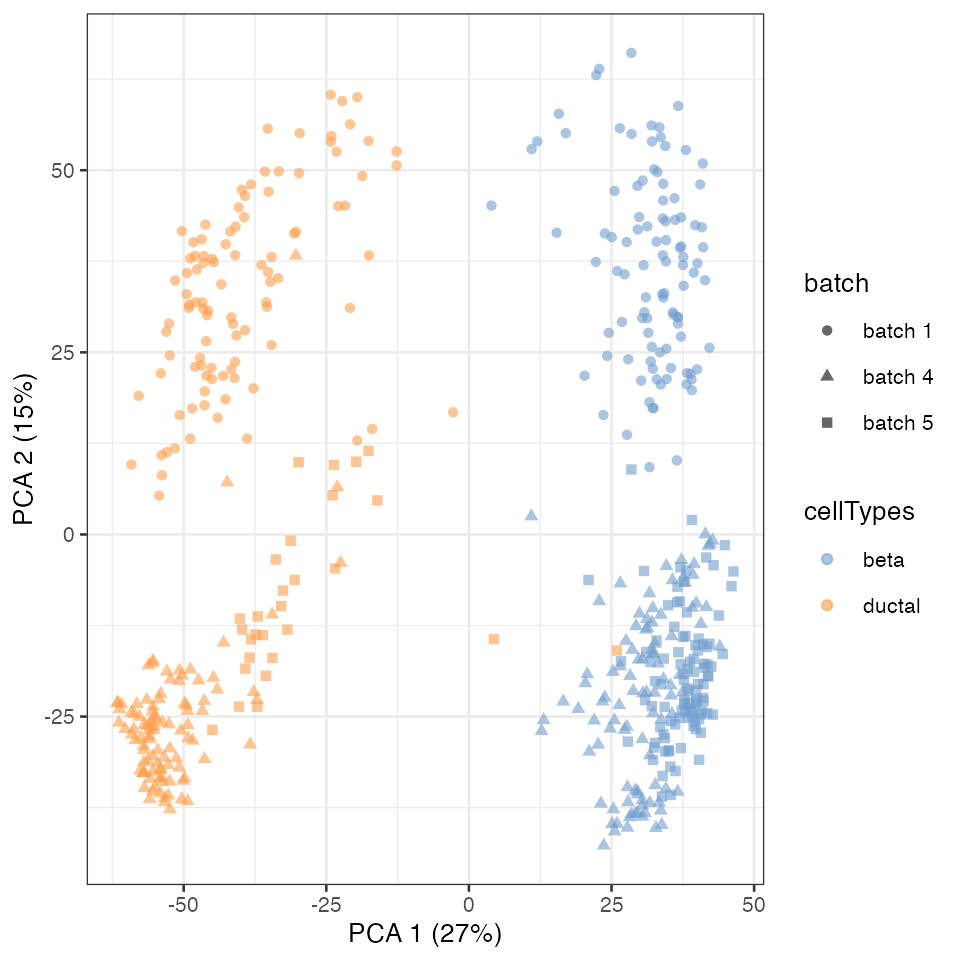 50
25
0
-25
PCA 2 (15%)
-50
-25
0
25
50
PCA 1 (27%)
batch
batch 1
batch 4
batch 5
cellTypes
beta
ductal